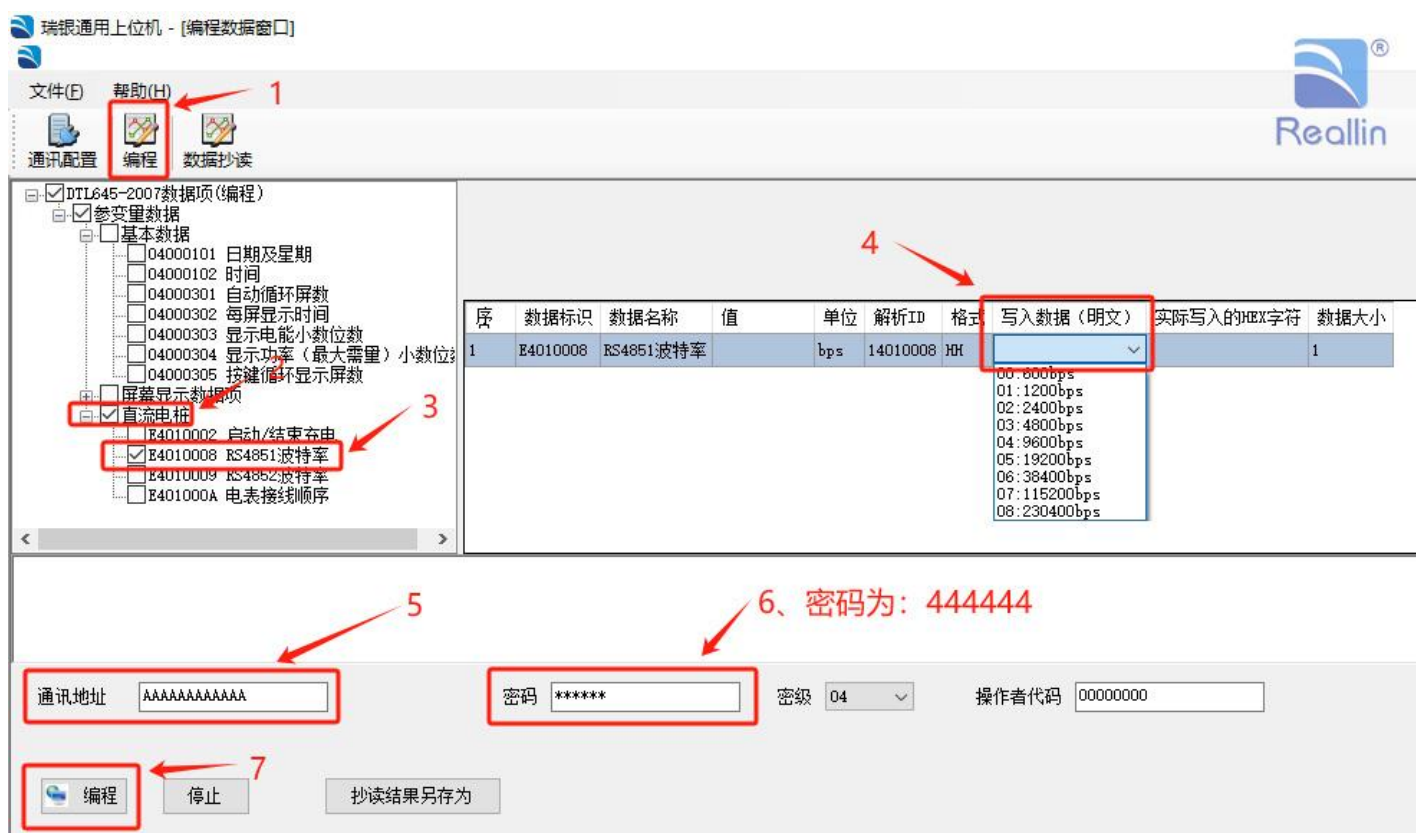 瑞银通用上位机 - [编程数据窗口]
®
Reallin
文件(F) 帮助(H)
1
通讯配置 编程 数据抄读
DTL645-2007数据项(编程)
参变量数据
基本数据
04000101 日期及星期
04000102 时间
04000301 自动循环屏数
04000302 每屏显示时间
04000303 显示电能小数位数
04000304 显示功率（最大需量）小数位
04000305 按键循环显示屏数
屏幕显示数据项
2
直流电桩
E4010002 启动/结束充电
3
E4010008 RS4851波特率
E4010009 RS4852波特率
E401000A 电表接线顺序
4
序 数据标识 数据名称 值 单位 解析ID 格式 写入数据（明文） 实际写入的HEX字符 数据大小
1 E4010008 RS4851波特率 bps 14010008 HH 1
00:600bps
01:1200bps
02:2400bps
03:4800bps
04:9600bps
05:19200bps
06:38400bps
07:115200bps
08:230400bps
5
6、密码为：444444
通讯地址 AAAAAAAAAAAA 密码 ****** 密级 04 操作者代码 00000000
7
编程 停止 抄读结果另存为